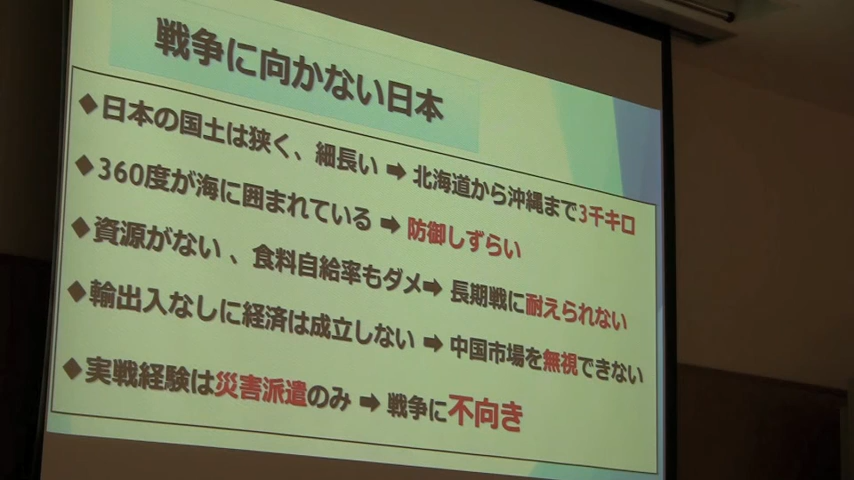 戦争に向かない日本
◆日本の国土は狭く、細長い ➡ 北海道から沖縄まで3千キロ
◆360度が海に囲まれている ➡ 防御しずらい
◆資源がない、食料自給率もダメ➡ 長期戦に耐えられない
◆輸出入なしに経済は成立しない ➡ 中国市場を無視できない
◆実戦経験は災害派遣のみ ➡ 戦争に不向き